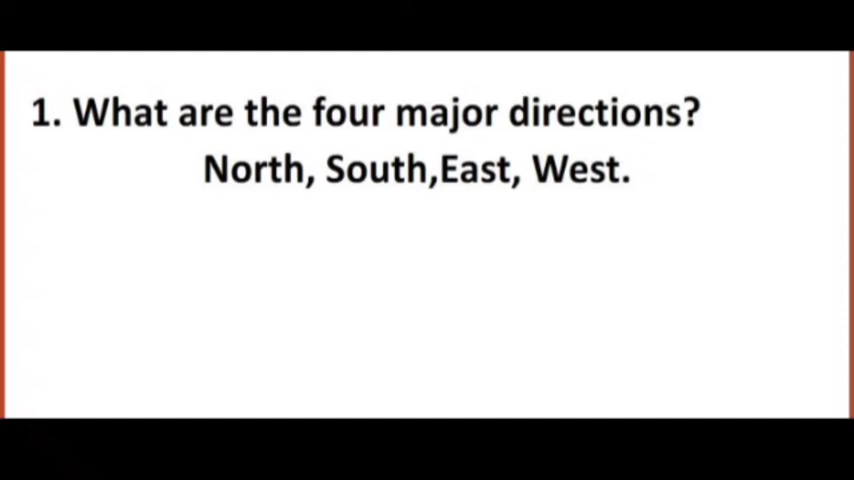 1. What are the four major directions?
North, South,East, West.